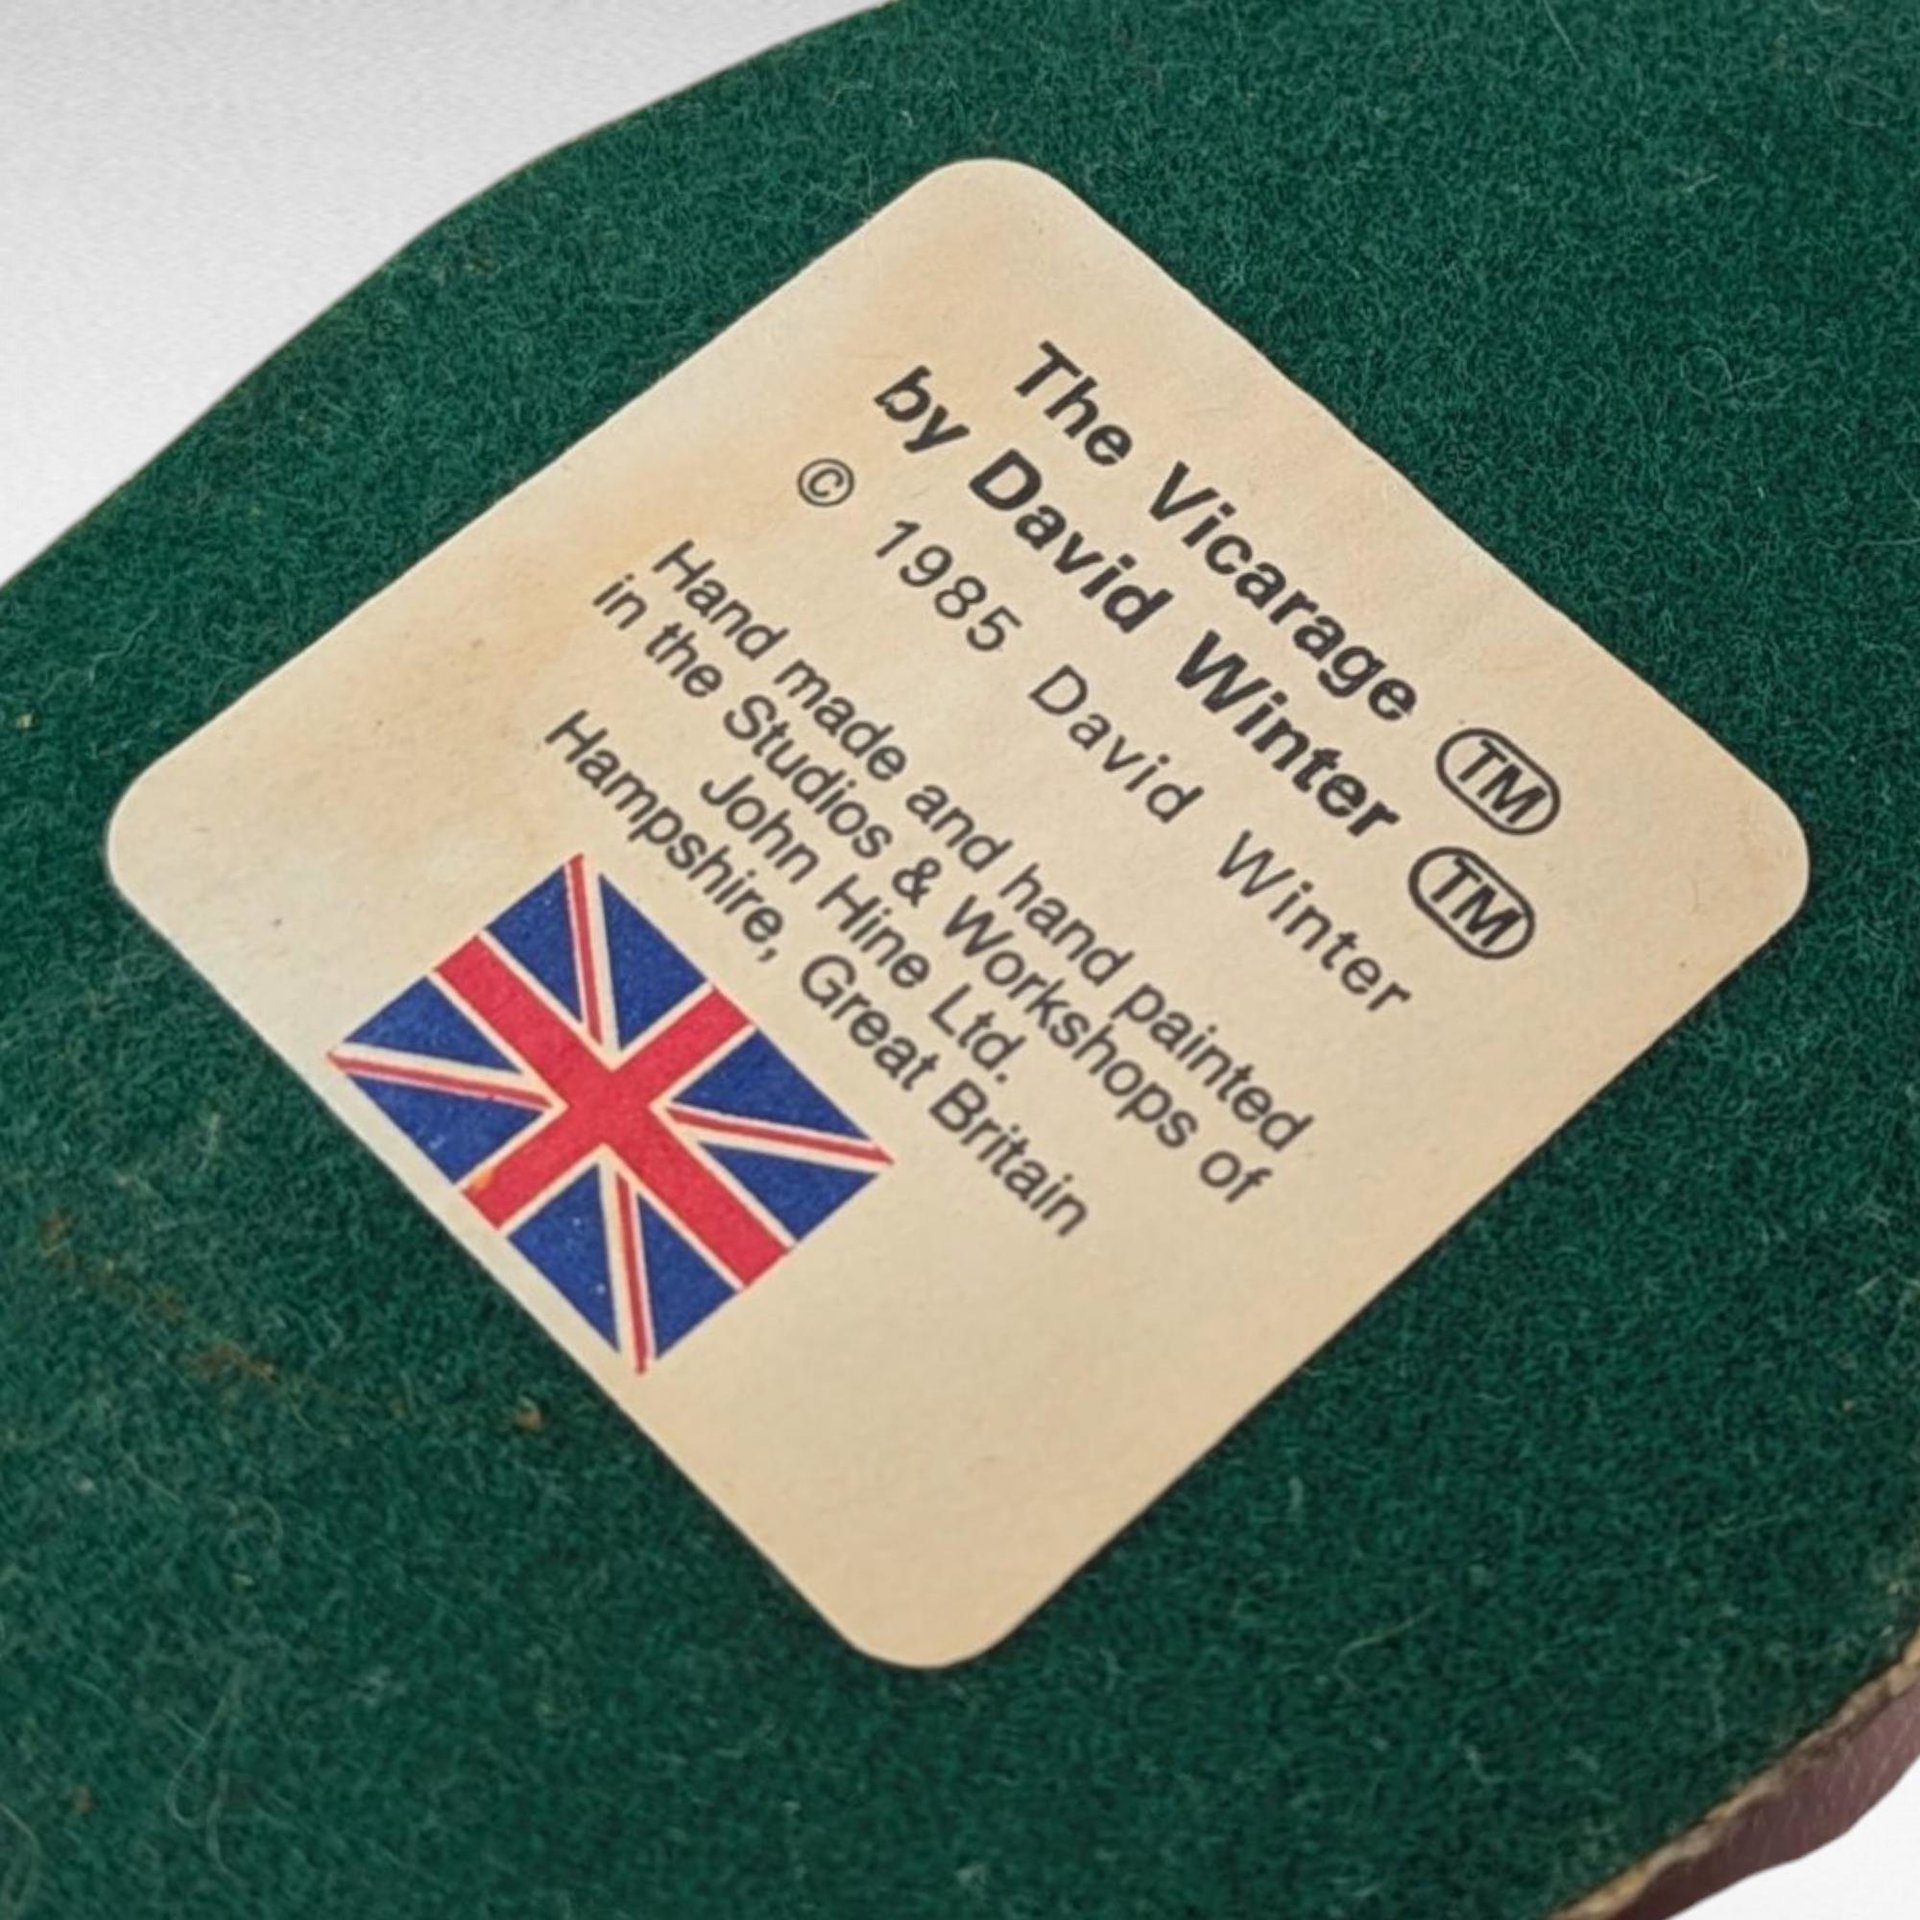 The Vicarage TM
by David Winter TM
© 1985 David Winter
Hand made and hand painted
in the Studios & Workshops of
John Hine Ltd.
Hampshire, Great Britain